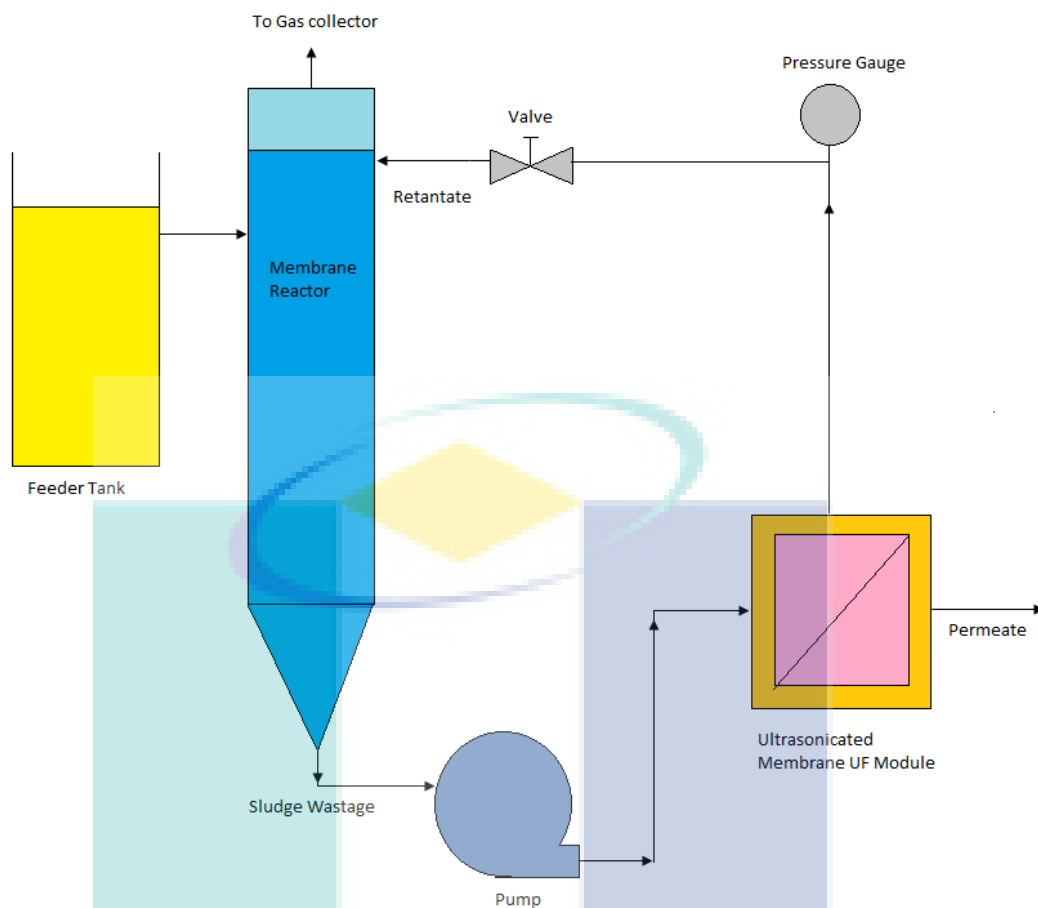 To Gas collector
Pressure Gauge
Valve
Retantate
Membrane
Reactor
Feeder Tank
Permeate
Ultrasonicated
Membrane UF Module
Sludge Wastage
Pump